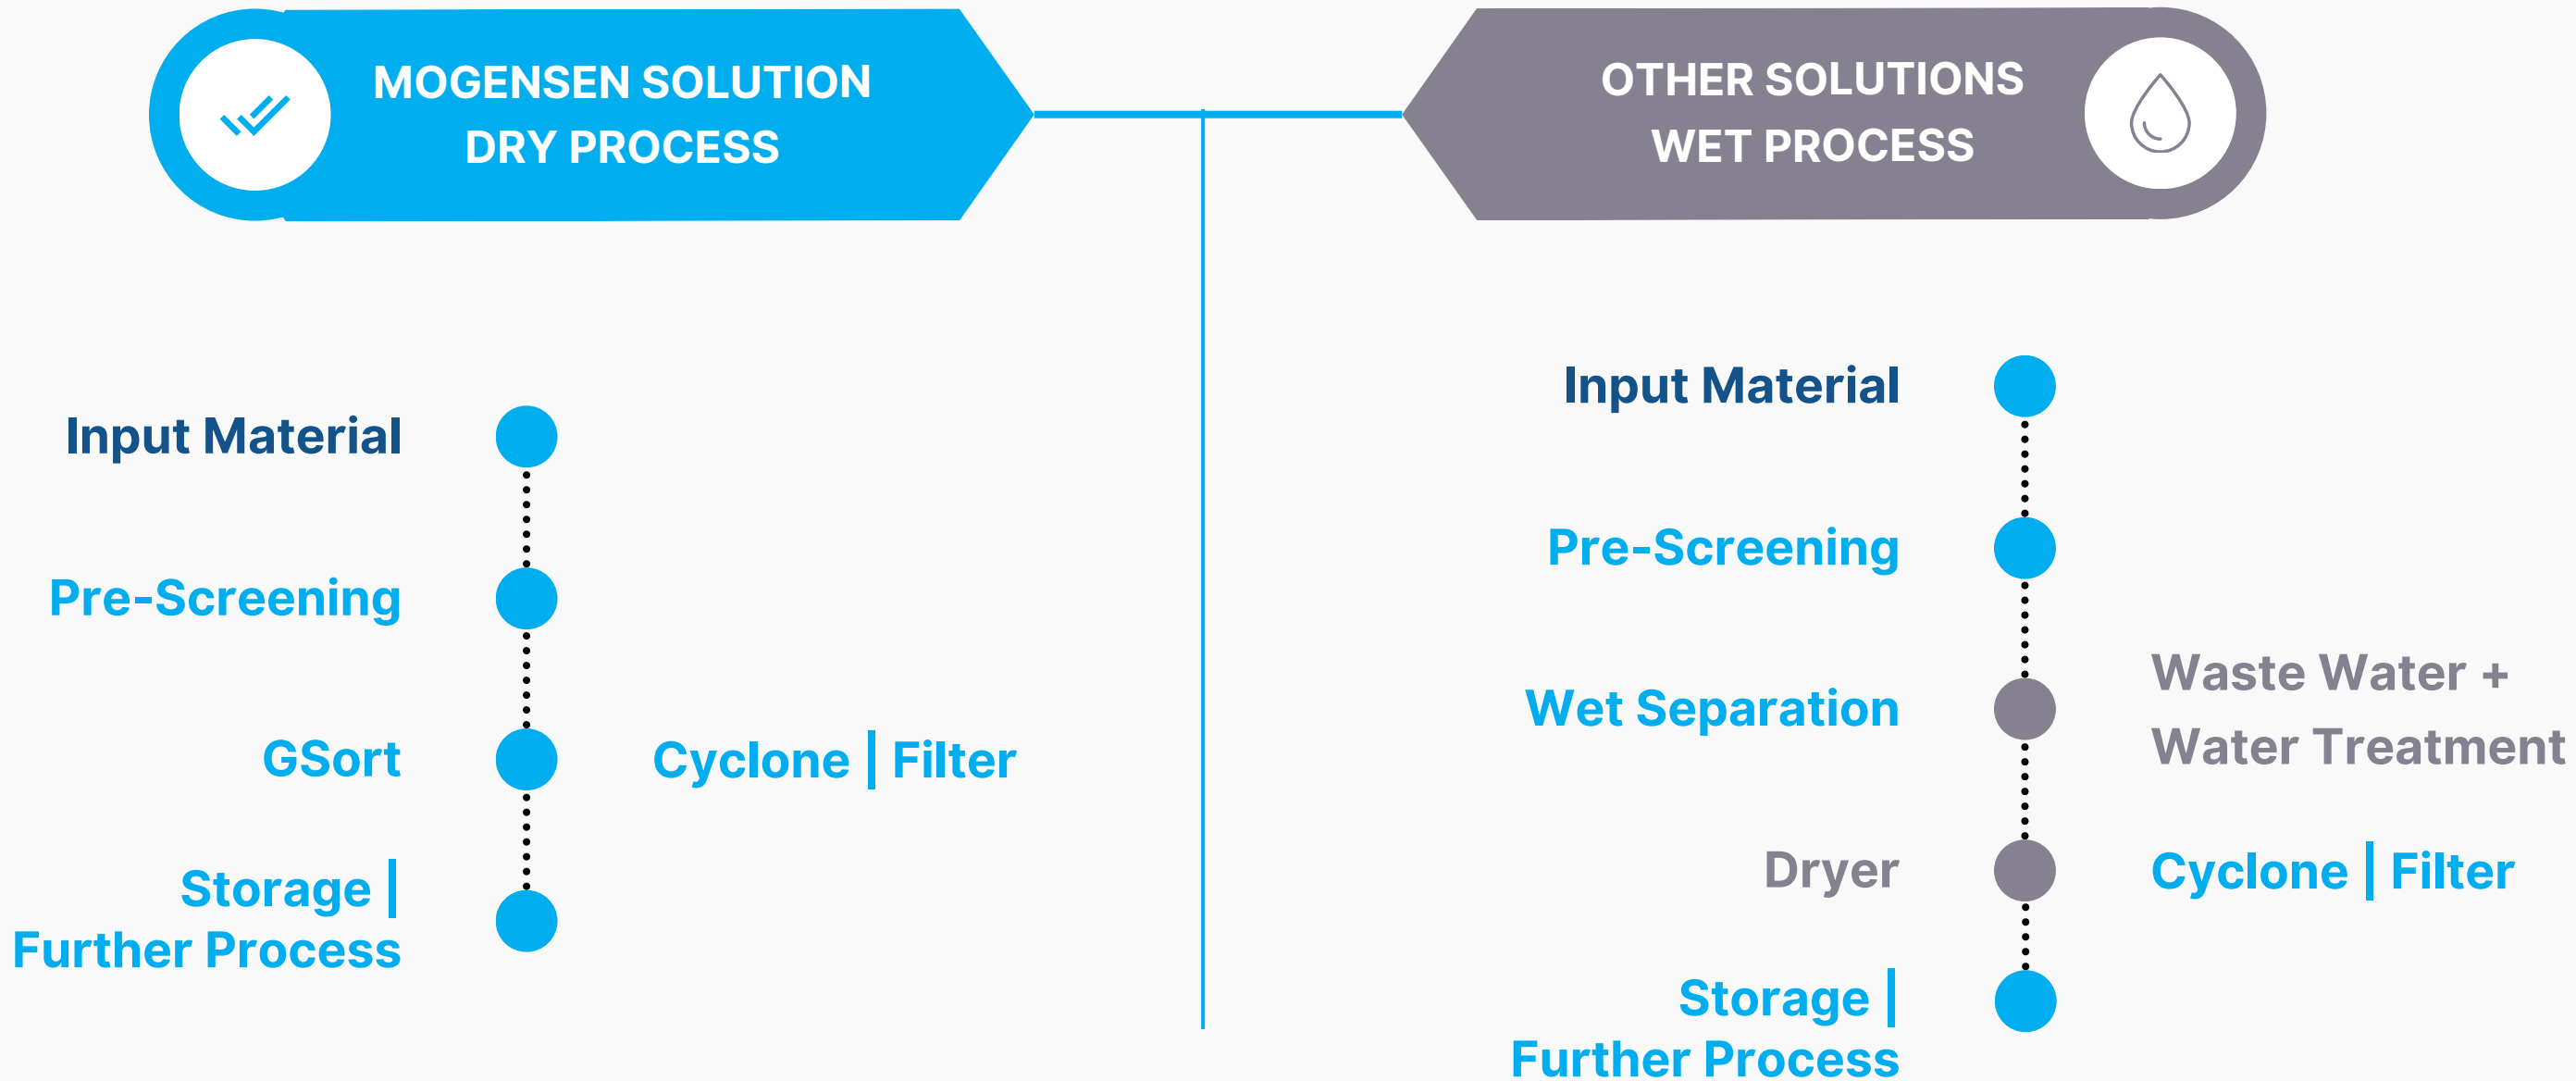 MOGENSEN SOLUTION
DRY PROCESS
Input Material
Pre-Screening
GSort
Cyclone | Filter
Storage |
Further Process
OTHER SOLUTIONS
WET PROCESS
Input Material
Pre-Screening
Wet Separation
Waste Water +
Water Treatment
Dryer
Cyclone | Filter
Storage |
Further Process